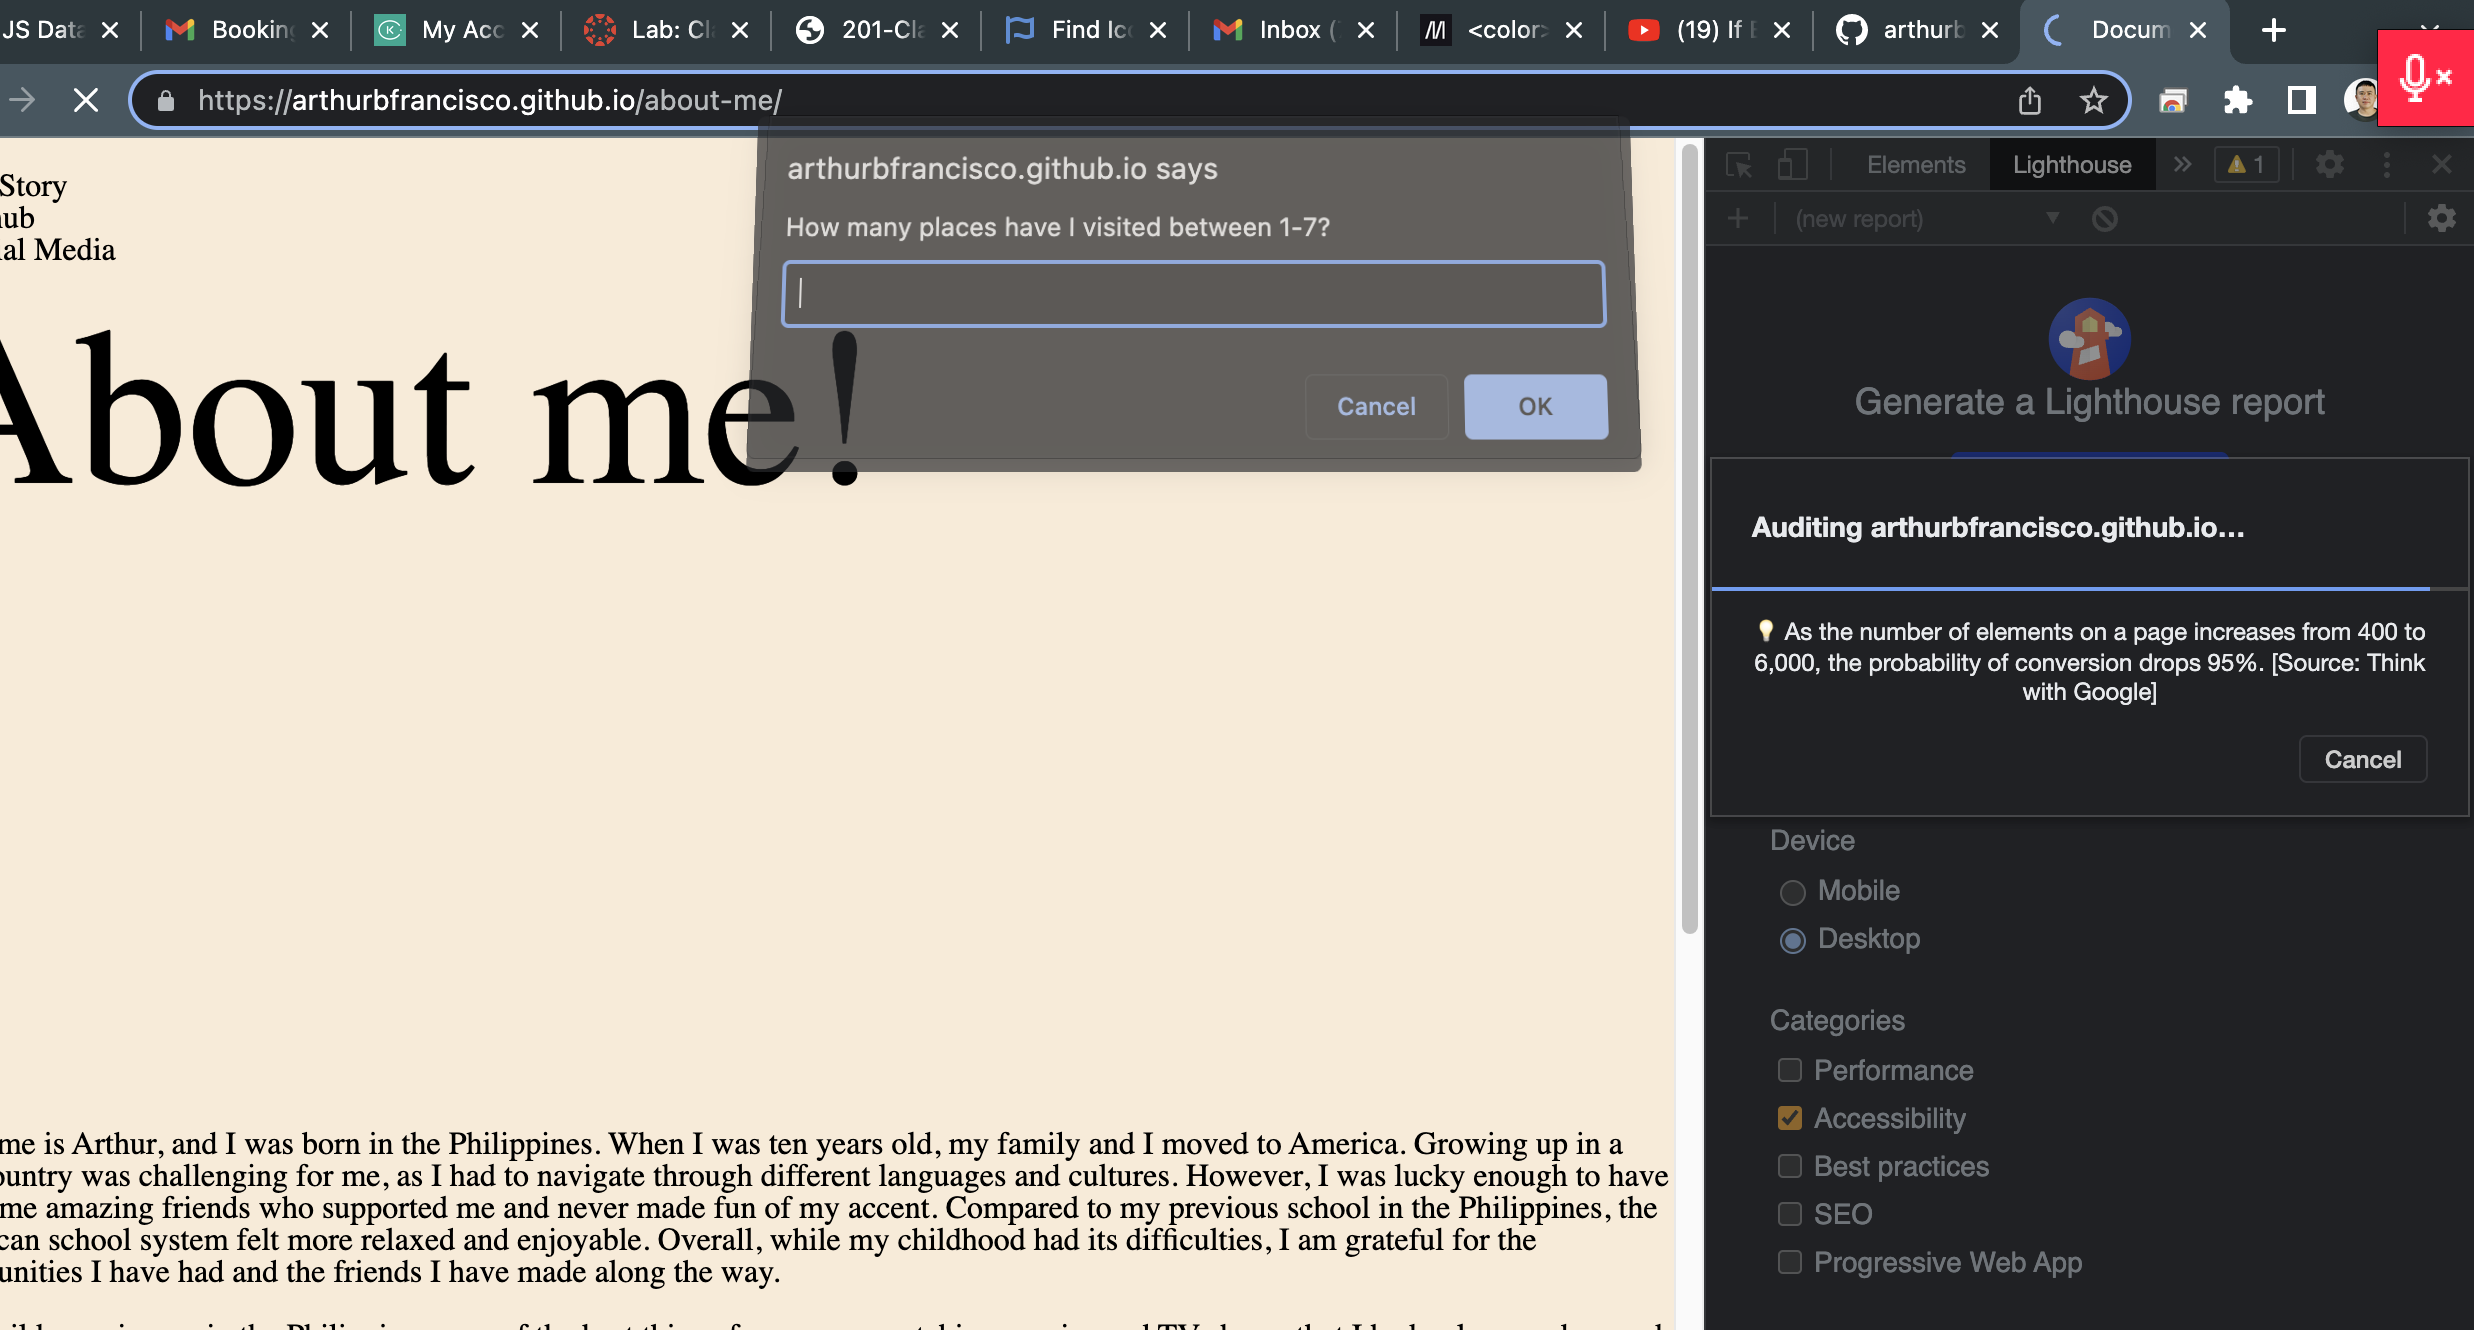 JS Data
Booking
My Acc
Lab: Cla
201-Cla
Find Ico
Inbox (
<color>
(19) If
arthurb
Docum
https://arthurbfrancisco.github.io/about-me/
Story
hub
ial Media
About me!
arthurbfrancisco.github.io says
How many places have I visited between 1-7?
Cancel
OK
Elements
Lighthouse
1
(new report)
Generate a Lighthouse report
Auditing arthurbfrancisco.github.io...
As the number of elements on a page increases from 400 to
6,000, the probability of conversion drops 95%. [Source: Think
with Google]
Cancel
Device
Mobile
Desktop
Categories
Performance
Accessibility
Best practices
SEO
Progressive Web App
me is Arthur, and I was born in the Philippines. When I was ten years old, my family and I moved to America. Growing up in a
ountry was challenging for me, as I had to navigate through different languages and cultures. However, I was lucky enough to have
me amazing friends who supported me and never made fun of my accent. Compared to my previous school in the Philippines, the
can school system felt more relaxed and enjoyable. Overall, while my childhood had its difficulties, I am grateful for the
unities I have had and the friends I have made along the way.